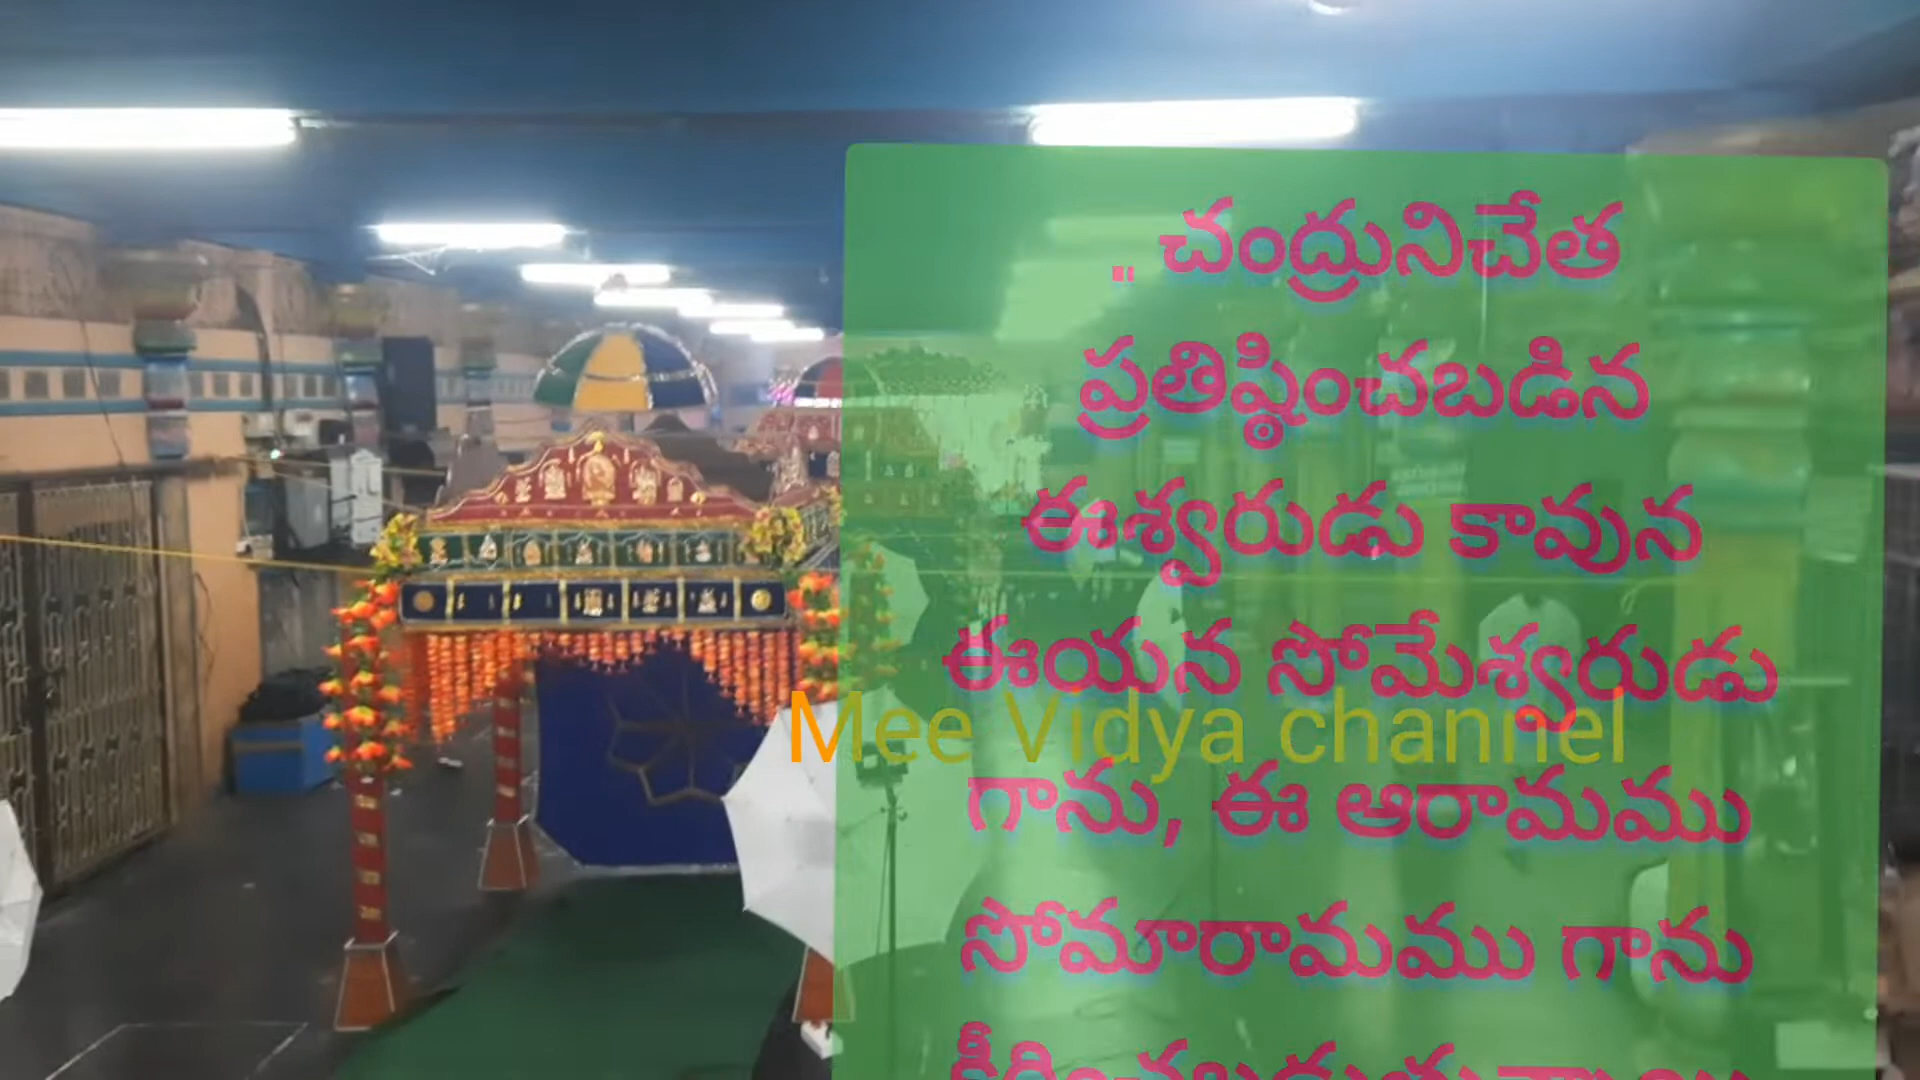 " చంద్రునిచేత
ప్రతిష్ఠించబడిన
ఈశ్వరుడు కావున
ఈయన సోమేశ్వరుడు
Mee Vidya channel
గాను, ఈ ఆరామము
సోమారామము గాను